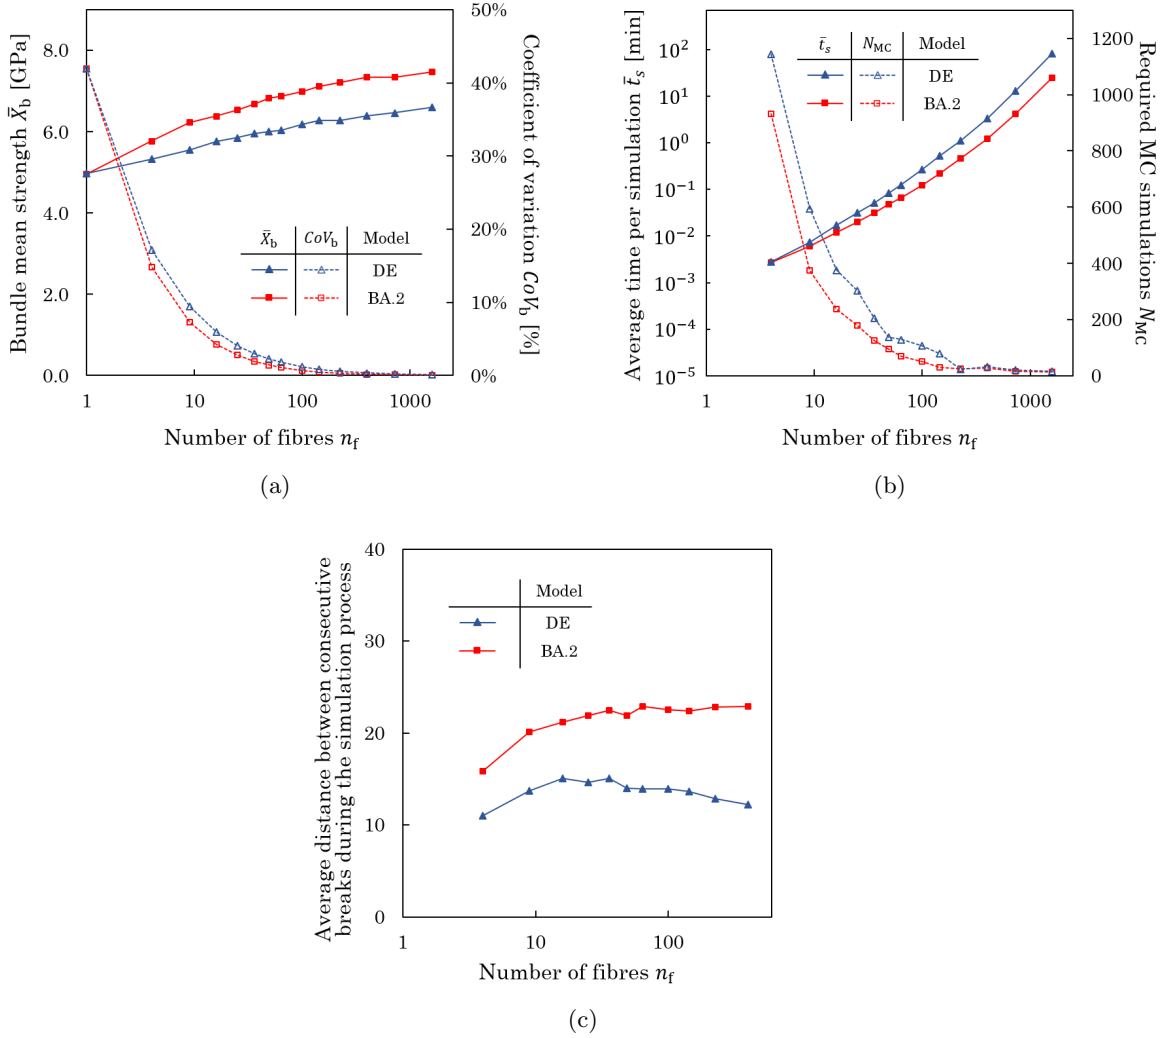 Bundle mean strength X̄b [GPa]
8.0
6.0
4.0
2.0
0.0
50%
40%
30%
20%
10%
0%
Coefficient of variation CoVb [%]
X̄b CoVb Model
DE
BA.2
1 10 100 1000
Number of fibres nf
(a)
Average time per simulation t̄s [min]
10²
10¹
10⁰
10⁻¹
10⁻²
10⁻³
10⁻⁴
10⁻⁵
1200
1000
800
600
400
200
0
Required MC simulations NMC
t̄s NMC Model
DE
BA.2
1 10 100 1000
Number of fibres nf
(b)
Average distance between consecutive
breaks during the simulation process
40
30
20
10
0
Model
DE
BA.2
1 10 100
Number of fibres nf
(c)